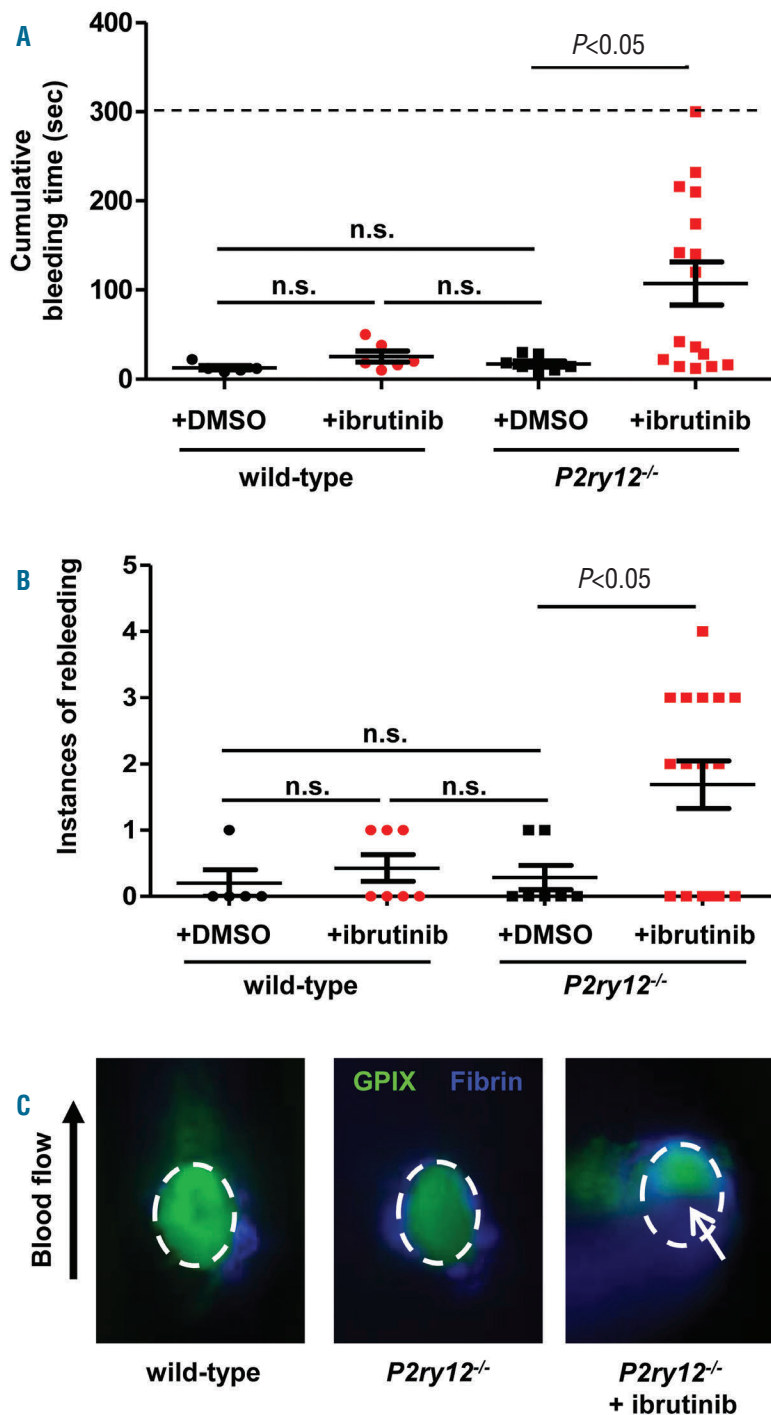 A
Cumulative
bleeding time (sec)
400
300
200
100
0
P<0.05
n.s.
n.s.
n.s.
+DMSO
+ibrutinib
+DMSO
+ibrutinib
wild-type
P2ry12-/-
B
Instances of rebleeding
5
4
3
2
1
0
P<0.05
n.s.
n.s.
n.s.
+DMSO
+ibrutinib
+DMSO
+ibrutinib
wild-type
P2ry12-/-
C
Blood flow
GPIX
Fibrin
wild-type
P2ry12-/-
P2ry12-/-
+ ibrutinib